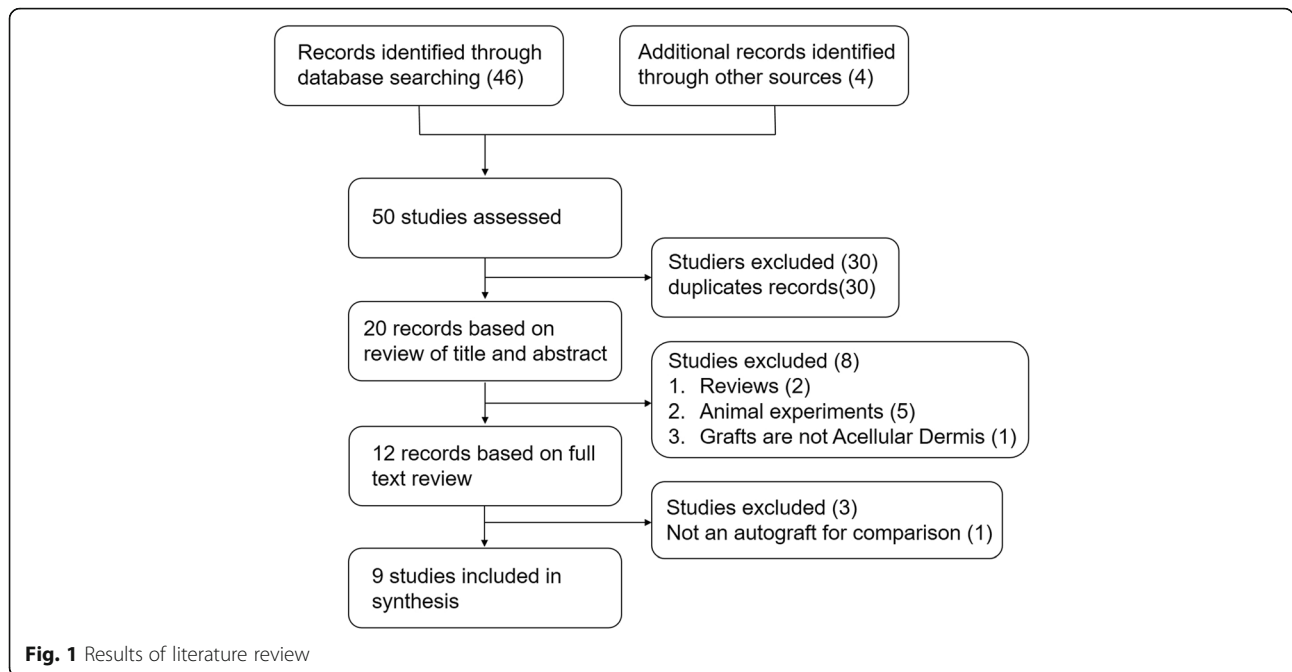 Records identified through
database searching (46)
Additional records identified
through other sources (4)
50 studies assessed
Studiers excluded (30)
duplicates records(30)
20 records based on
review of title and abstract
Studies excluded (8)
1. Reviews (2)
2. Animal experiments (5)
3. Grafts are not Acellular Dermis (1)
12 records based on full
text review
Studies excluded (3)
Not an autograft for comparison (1)
9 studies included in
synthesis
Fig. 1 Results of literature review